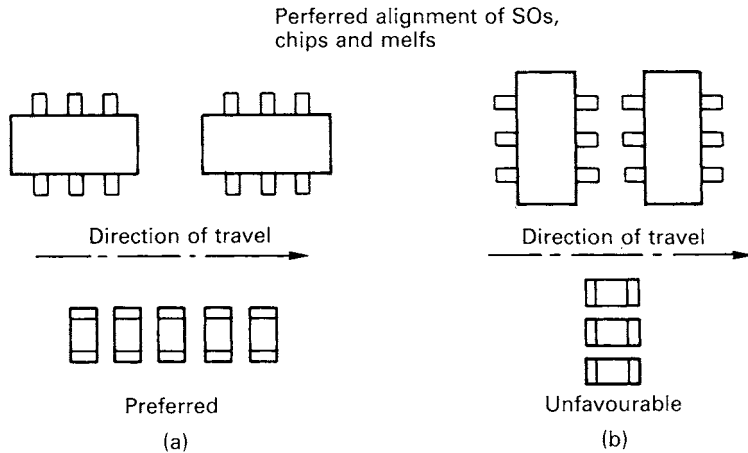 Perferred alignment of SOs,
chips and melfs
Direction of travel
Direction of travel
Preferred
Unfavourable
(a)
(b)